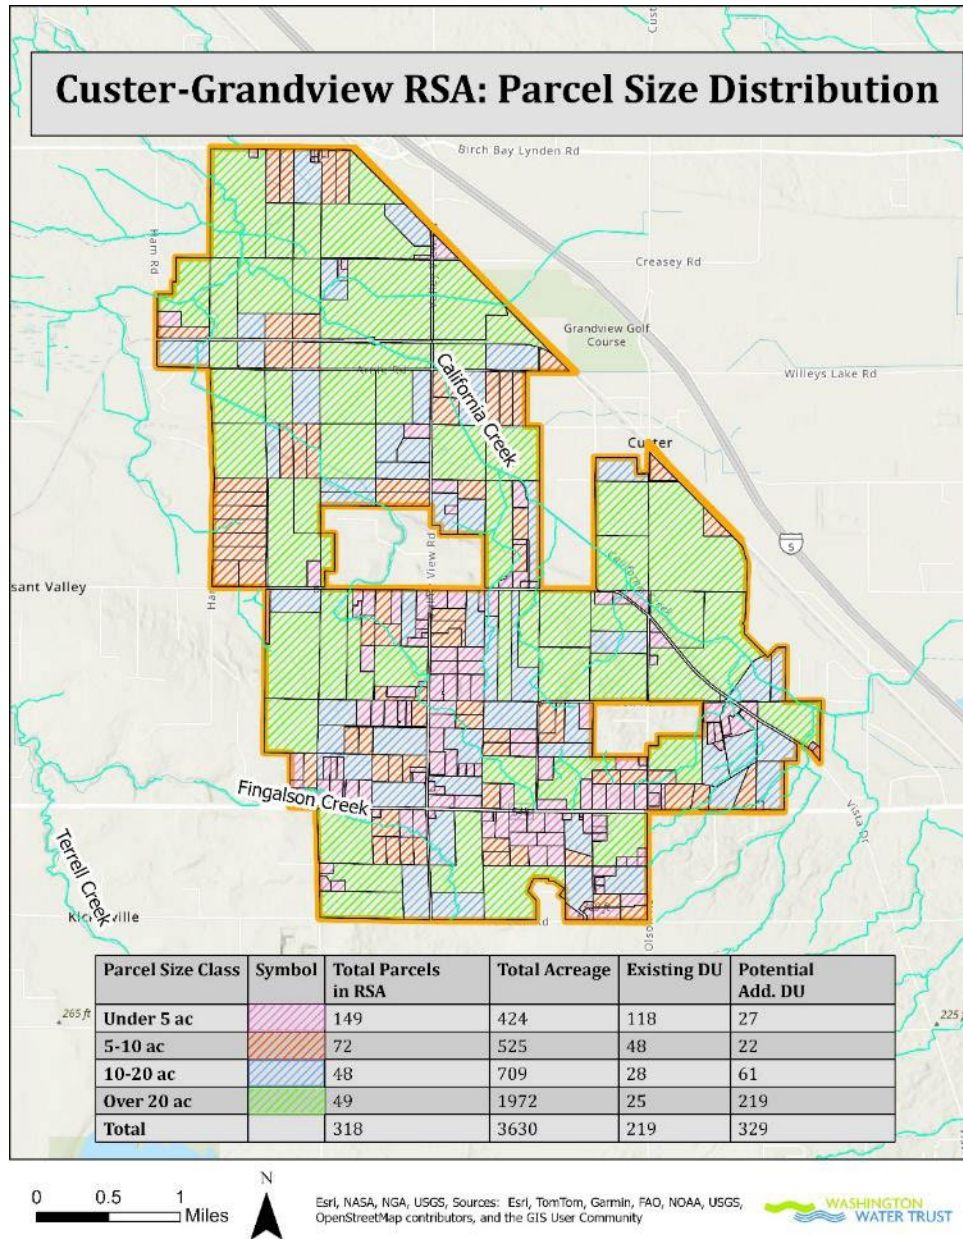 Cust
Custer-Grandview RSA: Parcel Size Distribution
Birch Bay Lynden Rd
Ham Rd
Creasey Rd
Grandview Golf
Course
Willeys Lake Rd
California Creek
Custer
5
View Rd
sant Valley
Fingalson Creek
Terrell Creek
Vista Dr
Rd
Parcel Size Class Symbol Total Parcels in RSA Total Acreage Existing DU Potential Add. DU
Under 5 ac 149 424 118 27
5-10 ac 72 525 48 22
10-20 ac 48 709 28 61
Over 20 ac 49 1972 25 219
Total 318 3630 219 329
265 ft
225 f
0 0.5 1
Miles
N
Esri, NASA, NGA, USGS, Sources: Esri, TomTom, Garmin, FAO, NOAA, USGS,
OpenStreetMap contributors, and the GIS User Community
WASHINGTON
WATER TRUST